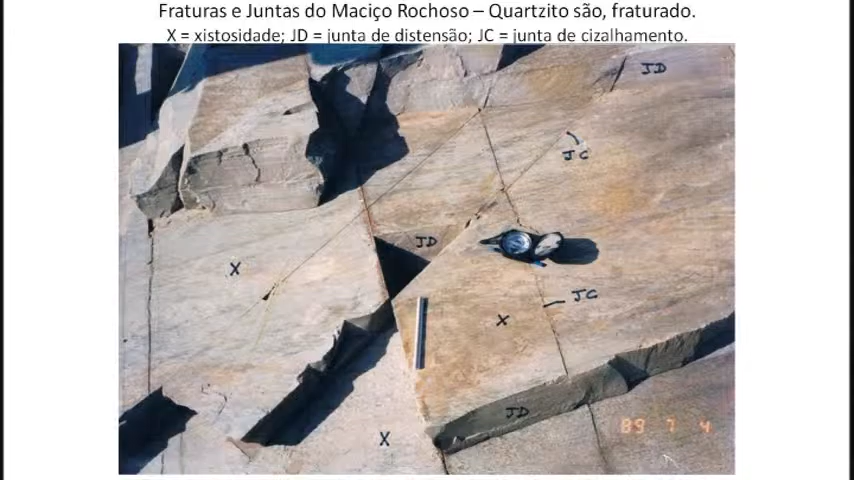 Fraturas e Juntas do Maciço Rochoso – Quartzito são, fraturado.
X = xistosidade; JD = junta de distensão; JC = junta de cizalhamento.
JD
JC
JD
X
JC
X
JD
X
89 7 4